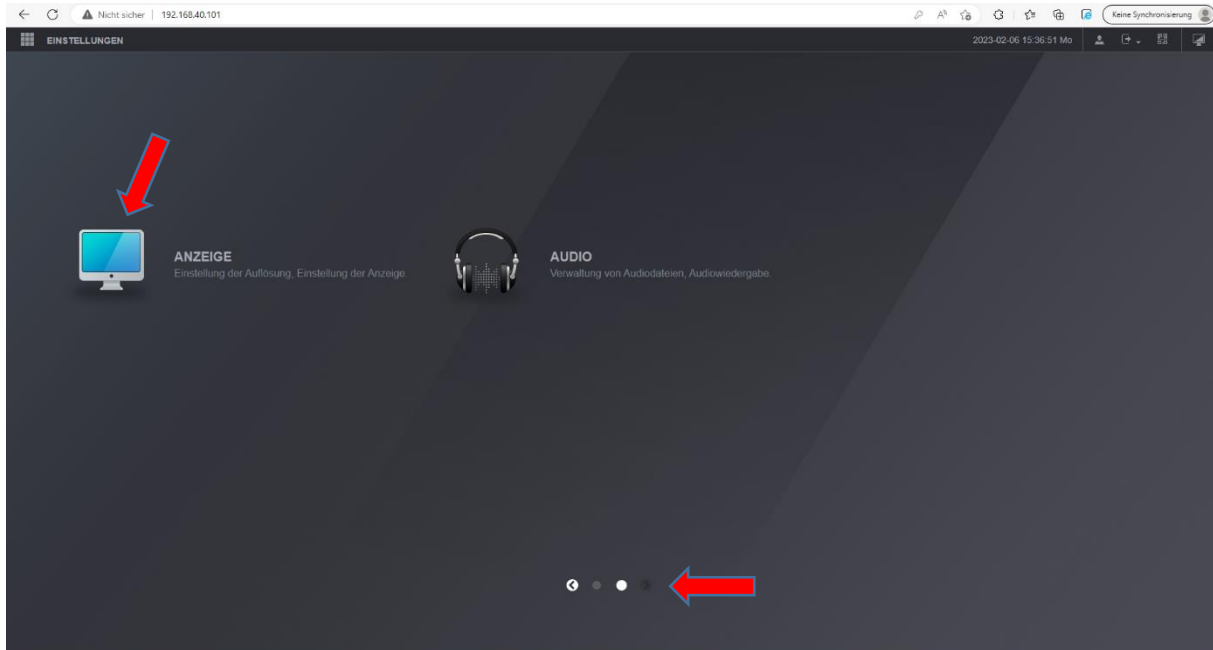 Nicht sicher | 192.168.40.101
Keine Synchronisierung
EINSTELLUNGEN
2023-02-06 15:36:51 Mo
ANZEIGE
Einstellung der Auflösung, Einstellung der Anzeige.
AUDIO
Verwaltung von Audiodateien, Audiowiedergabe.